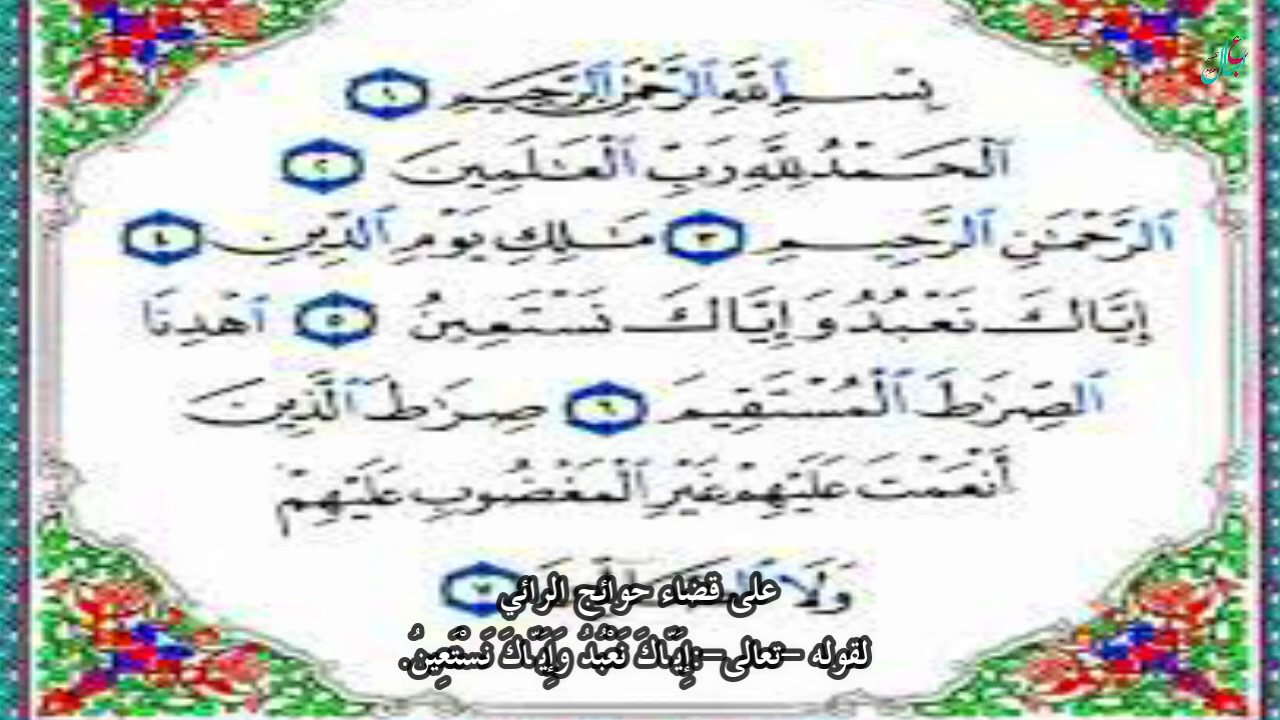 بِسْمِ ٱللَّهِ ٱلرَّحْمَٰنِ ٱلرَّحِيمِ ١
ٱلْحَمْدُ لِلَّهِ رَبِّ ٱلْعَٰلَمِينَ ٢
ٱلرَّحْمَٰنِ ٱلرَّحِيمِ ٣ مَٰلِكِ يَوْمِ ٱلدِّينِ ٤
إِيَّاكَ نَعْبُدُ وَإِيَّاكَ نَسْتَعِينُ ٥ ٱهْدِنَا
ٱلصِّرَٰطَ ٱلْمُسْتَقِيمَ ٦ صِرَٰطَ ٱلَّذِينَ
أَنْعَمْتَ عَلَيْهِمْ غَيْرِ ٱلْمَغْضُوبِ عَلَيْهِمْ
وَلَا
على قضاء حوائج الرائي
لقوله -تعالى-:إِيَّاكَ نَعْبُدُ وَإِيَّاكَ نَسْتَعِينُ.